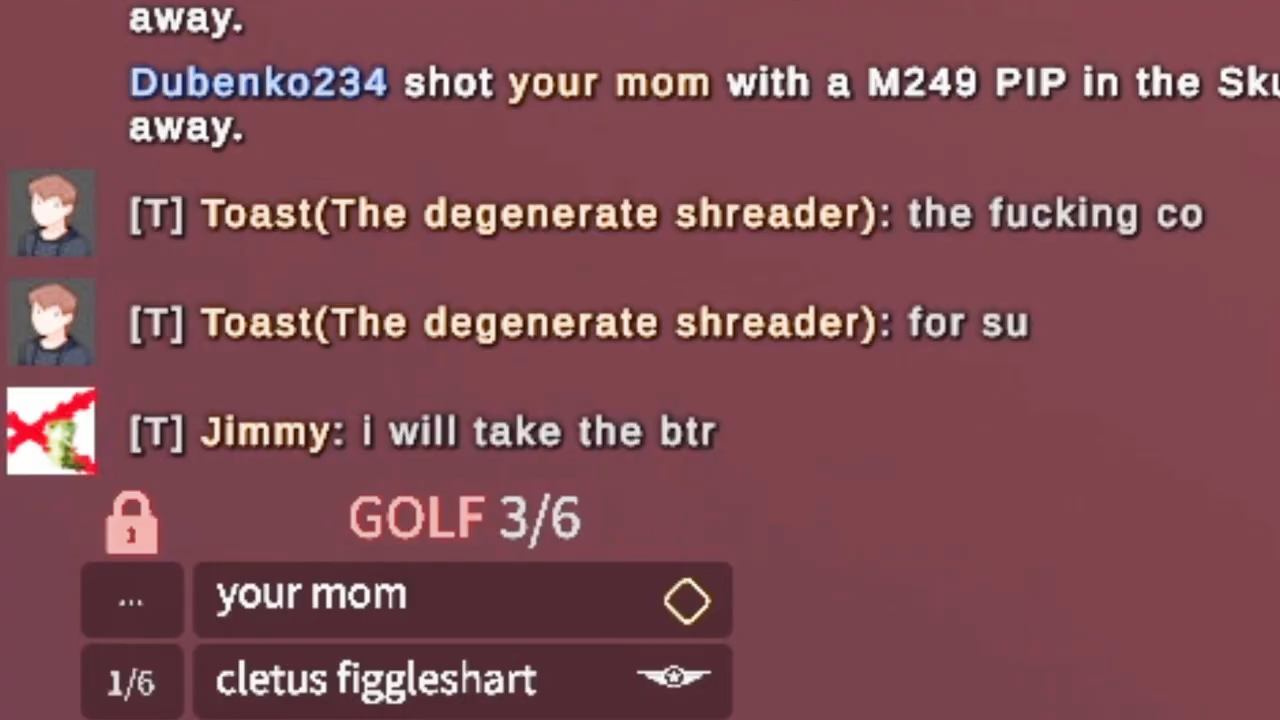 away.
Dubenko234 shot your mom with a M249 PIP in the
away.
[T] Toast(The degenerate shreader): the fucking co
[T] Toast(The degenerate shreader): for su
[T] Jimmy: i will take the btr
GOLF 3/6
... your mom
1/6 cletus figgleshart